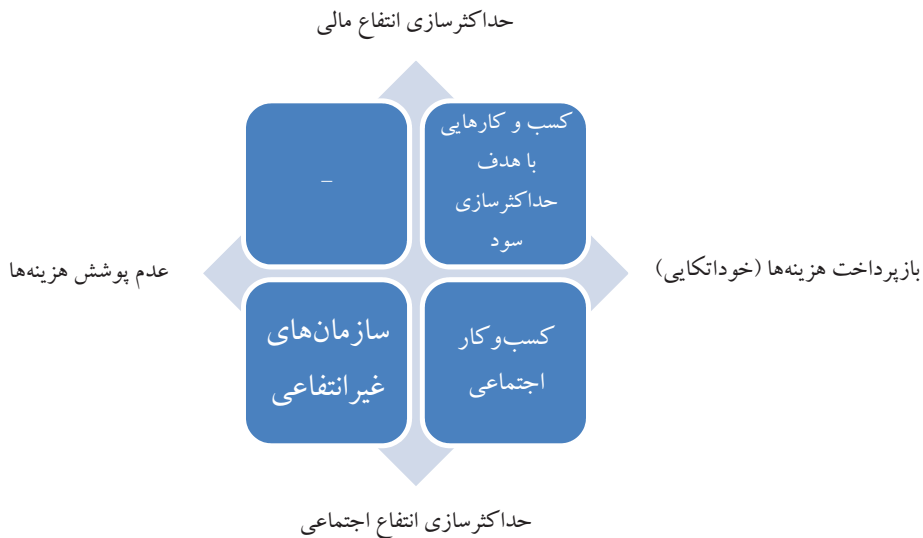 حداکثرسازی انتفاع مالی
کسب و کارهایی
با هدف
حداکثرسازی
سود
–
بازپرداخت هزینه‌ها (خوداتکایی)
عدم پوشش هزینه‌ها
کسب‌وکار
اجتماعی
سازمان‌های
غیرانتفاعی
حداکثرسازی انتفاع اجتماعی